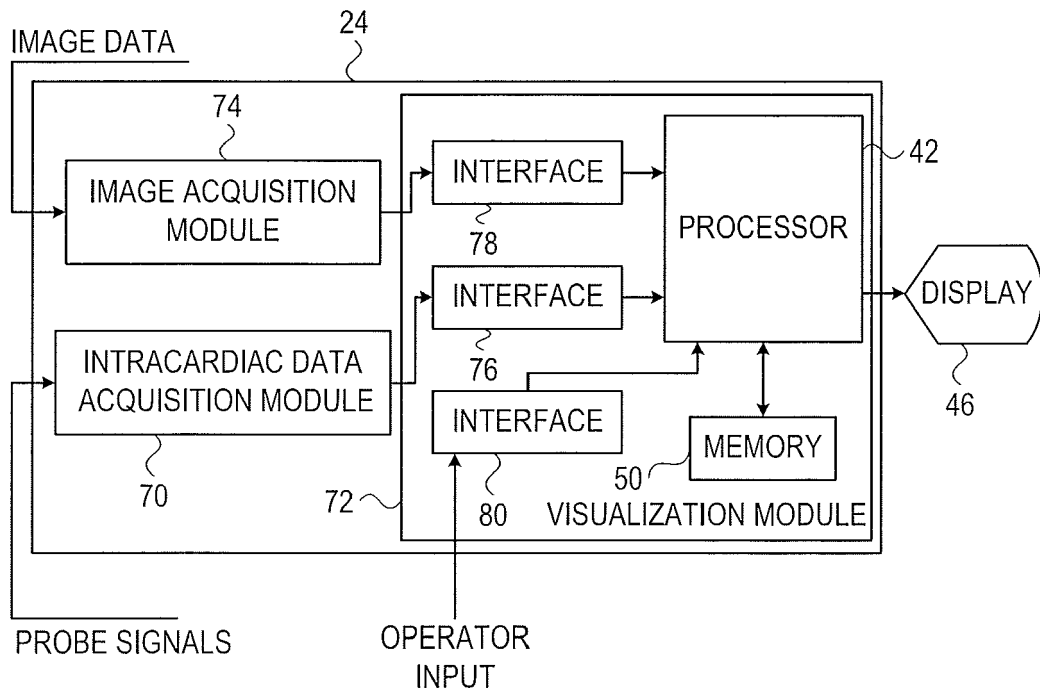 IMAGE DATA
24
74
IMAGE ACQUISITION
MODULE
INTERFACE
78
PROCESSOR
42
INTERFACE
76
DISPLAY
46
INTRACARDIAC DATA
ACQUISITION MODULE
70
INTERFACE
80
MEMORY
50
72
VISUALIZATION MODULE
PROBE SIGNALS
OPERATOR
INPUT